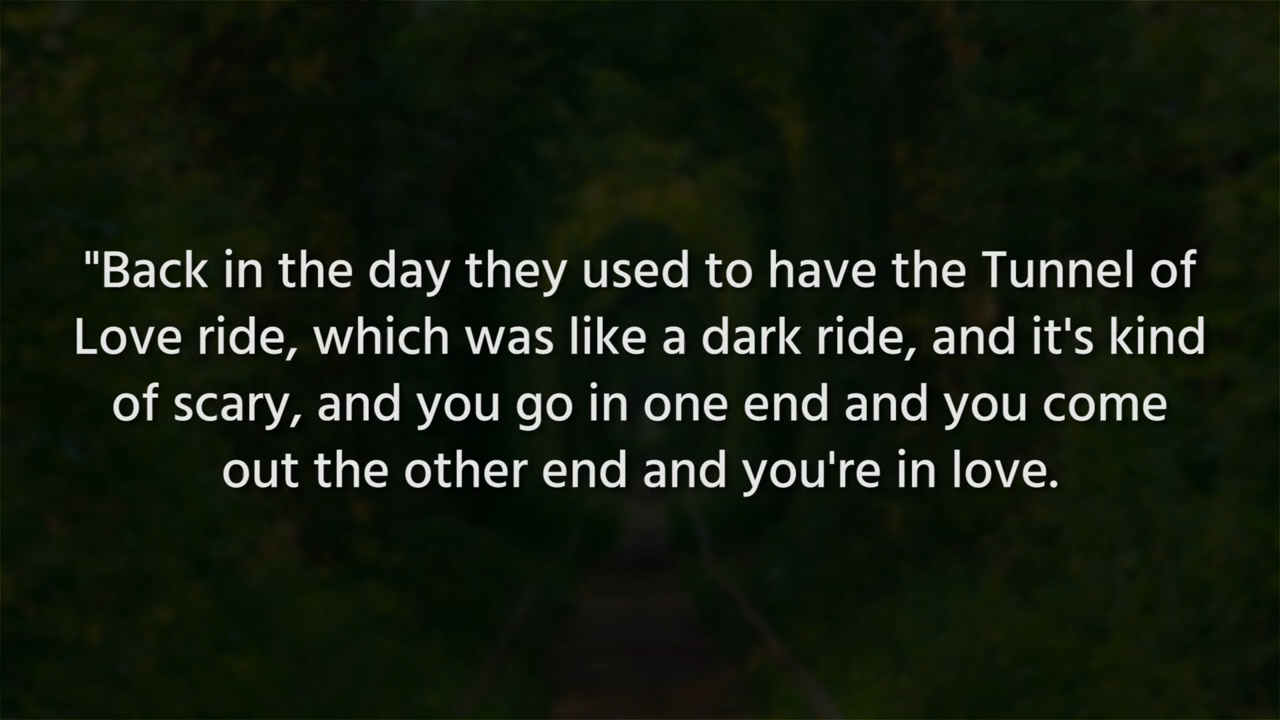 "Back in the day they used to have the Tunnel of
Love ride, which was like a dark ride, and it's kind
of scary, and you go in one end and you come
out the other end and you're in love.